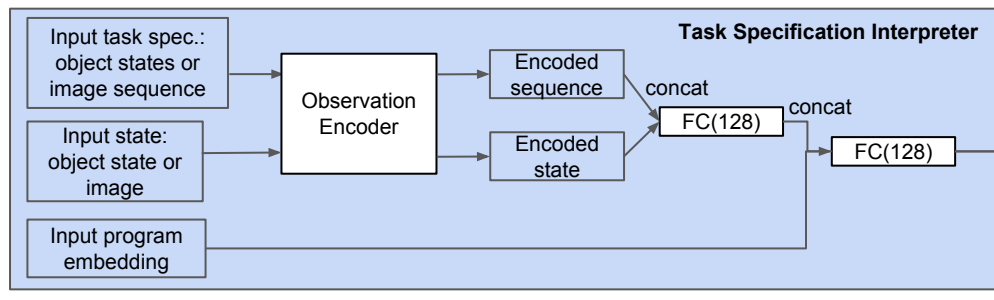 Task Specification Interpreter
Input task spec.:
object states or
image sequence
Input state:
object state or
image
Input program
embedding
Observation
Encoder
Encoded
sequence
Encoded
state
concat
FC(128)
concat
FC(128)